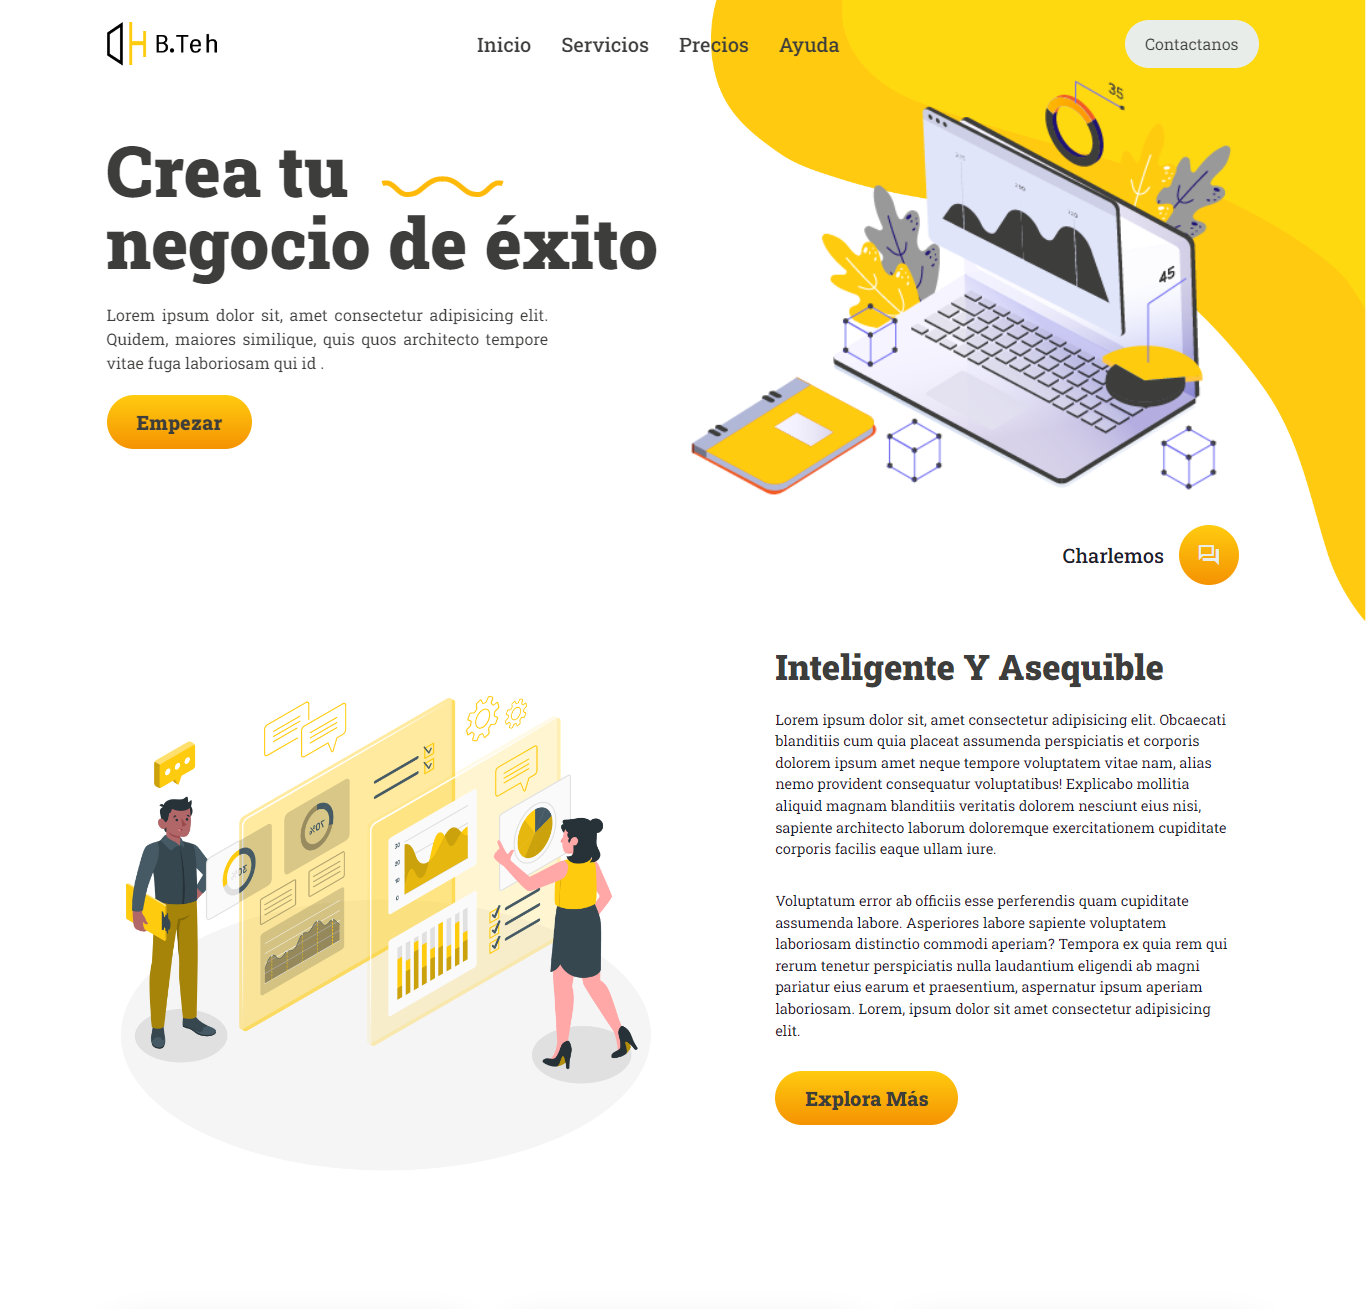 B.Teh
Inicio Servicios Precios Ayuda
Contactanos
Crea tu
negocio de éxito
Lorem ipsum dolor sit, amet consectetur adipisicing elit.
Quidem, maiores similique, quis quos architecto tempore
vitae fuga laboriosam qui id .
Empezar
35
45
Charlemos
Inteligente Y Asequible
Lorem ipsum dolor sit, amet consectetur adipisicing elit. Obcaecati
blanditiis cum quia placeat assumenda perspiciatis et corporis
dolorem ipsum amet neque tempore voluptatem vitae nam, alias
nemo provident consequatur voluptatibus! Explicabo mollitia
aliquid magnam blanditiis veritatis dolorem nesciunt eius nisi,
sapiente architecto laborum doloremque exercitationem cupiditate
corporis facilis eaque ullam iure.
Voluptatum error ab officiis esse perferendis quam cupiditate
assumenda labore. Asperiores labore sapiente voluptatem
laboriosam distinctio commodi aperiam? Tempora ex quia rem qui
rerum tenetur perspiciatis nulla laudantium eligendi ab magni
pariatur eius earum et praesentium, aspernatur ipsum aperiam
laboriosam. Lorem, ipsum dolor sit amet consectetur adipisicing
elit.
Explora Más
70%
30%
30
20
10
0